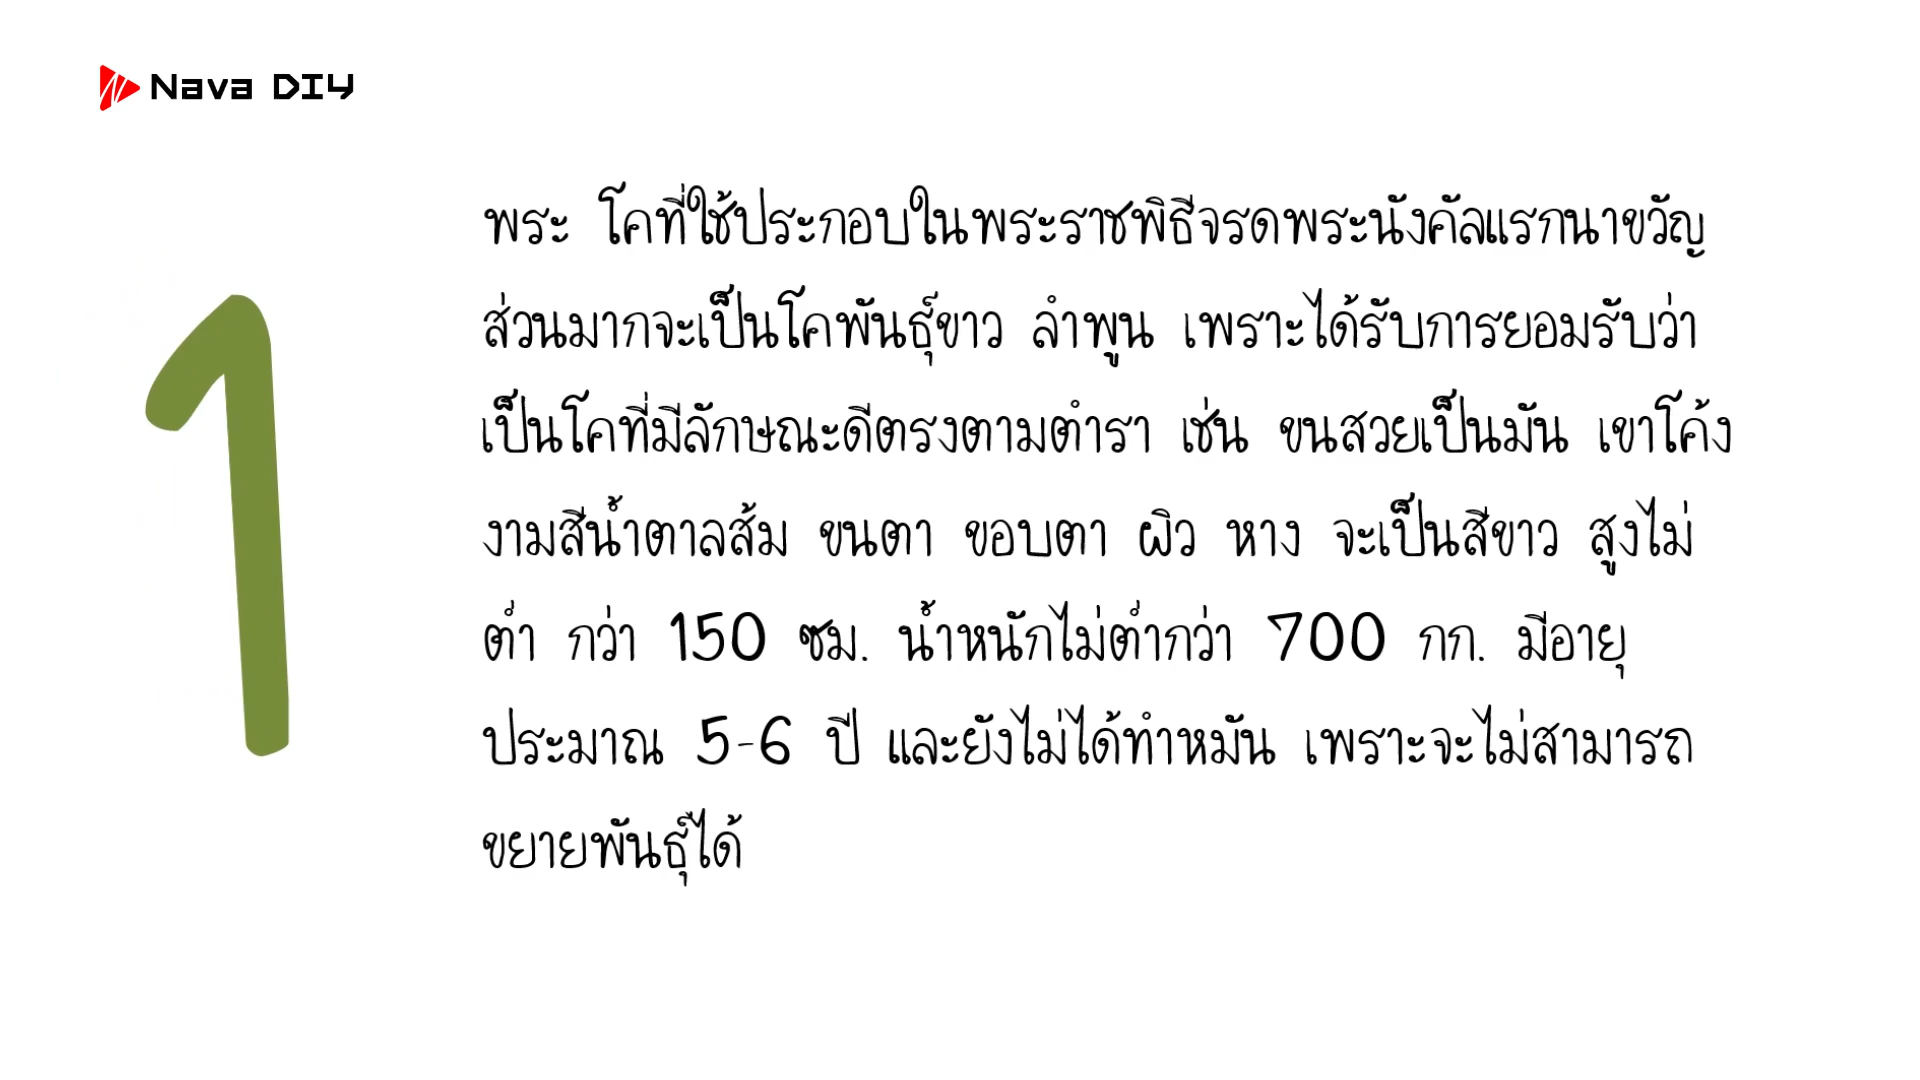 Nava DIY
1
พระ โคที่ใช้ประกอบในพระราชพิธีจรดพระนังคัลแรกนาขวัญ
ส่วนมากจะเป็นโคพันธุ์ขาว ลำพูน เพราะได้รับการยอมรับว่า
เป็นโคที่มีลักษณะดีตรงตามตำรา เช่น ขนสวยเป็นมัน เขาโค้ง
งามสีน้ำตาลส้ม ขนตา ขอบตา ผิว หาง จะเป็นสีขาว สูงไม่
ต่ำ กว่า 150 ซม. น้ำหนักไม่ต่ำกว่า 700 กก. มีอายุ
ประมาณ 5-6 ปี และยังไม่ได้ทำหมัน เพราะจะไม่สามารถ
ขยายพันธุ์ได้